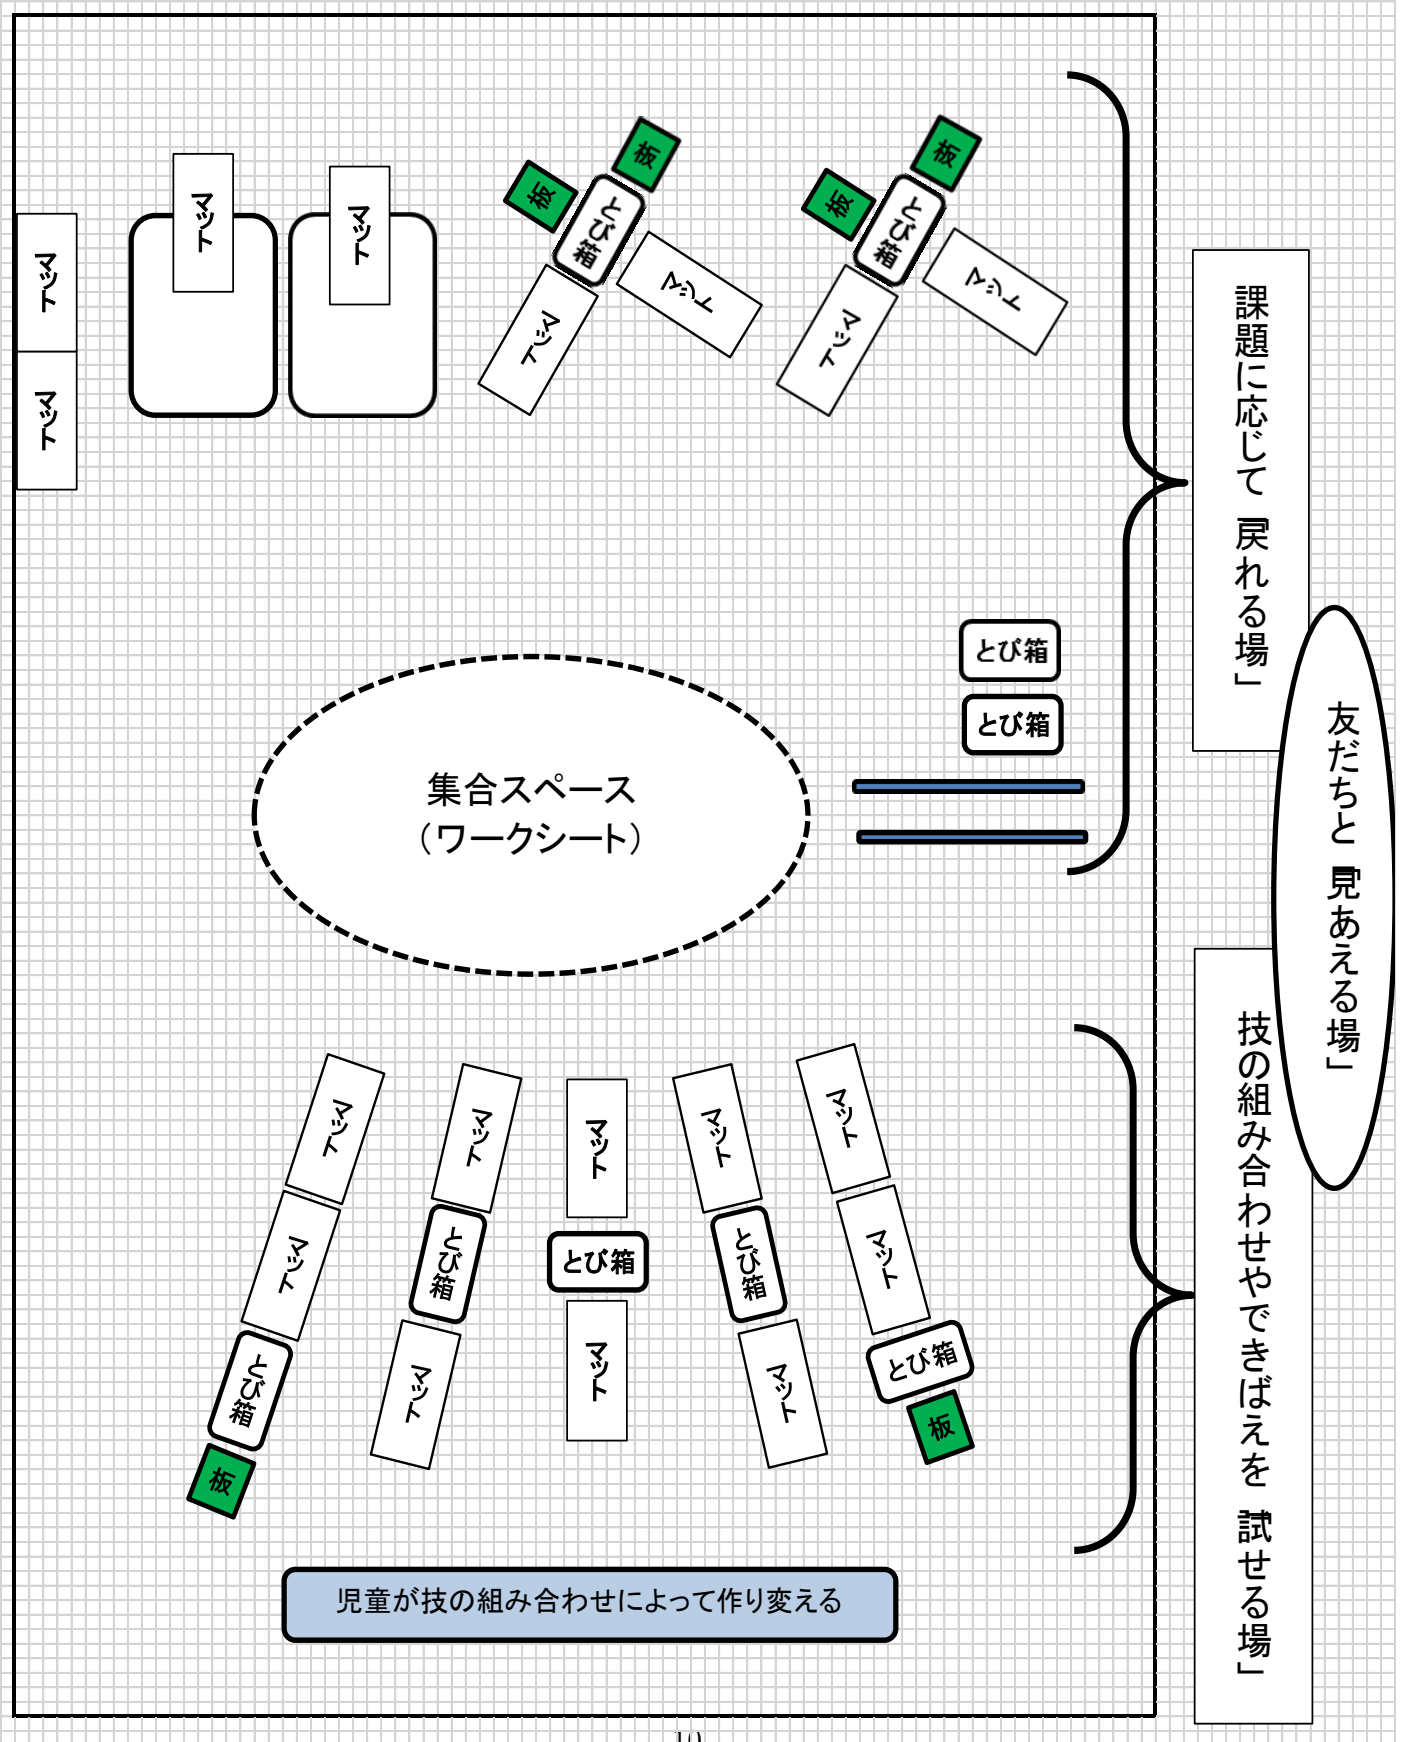 板
板
板
板
とび箱
とび箱
マット
マット
マット
マット
マット
マット
マット
マット
課題に応じて「戻れる場」
とび箱
とび箱
友だちと「見あえる場」
集合スペース
（ワークシート）
マット
マット
マット
マット
マット
マット
とび箱
とび箱
とび箱
マット
マット
とび箱
マット
マット
マット
とび箱
板
板
技の組み合わせやできばえを「試せる場」
児童が技の組み合わせによって作り変える
10